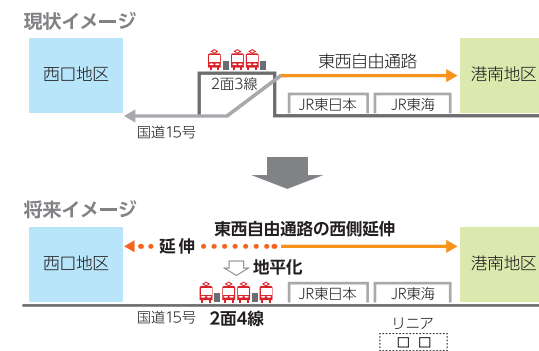 現状イメージ
西口地区
2面3線
東西自由通路
港南地区
JR東日本
JR東海
国道15号
将来イメージ
東西自由通路の西側延伸
延伸
西口地区
地平化
港南地区
JR東日本
JR東海
国道15号
2面4線
リニア